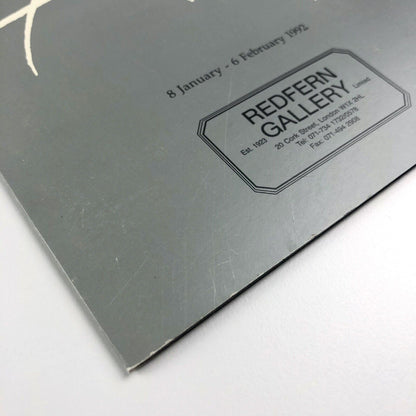 8 January - 6 February 1992
REDFERN
GALLERY
Est. 1923
Limited
20 Cork Street, London W1X 2HL
Tel: 071-734 1732/0578
Fax: 071-494 2908